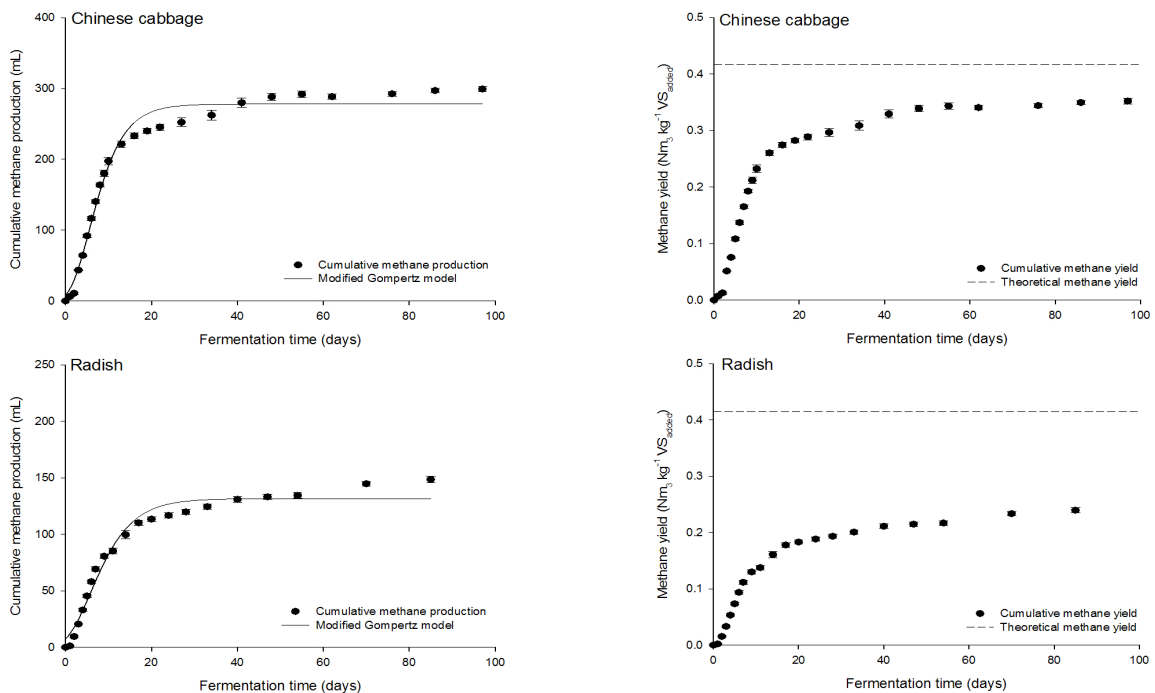 Chinese cabbage
Cumulative methane production (mL)
400
300
200
100
0
Cumulative methane production
Modified Gompertz model
0 20 40 60 80 100
Fermentation time (days)
Chinese cabbage
Methane yield (Nm₃ kg⁻¹ VSadded)
0.5
0.4
0.3
0.2
0.1
0.0
Cumulative methane yield
Theoretical methane yield
0 20 40 60 80 100
Fermentation time (days)
Radish
Cumulative methane production (mL)
250
200
150
100
50
0
Cumulative methane production
Modified Gompertz model
0 20 40 60 80 100
Fermentation time (days)
Radish
Methane yield (Nm₃ kg⁻¹ VSadded)
0.5
0.4
0.3
0.2
0.1
0.0
Cumulative methane yield
Theoretical methane yield
0 20 40 60 80 100
Fermentation time (days)